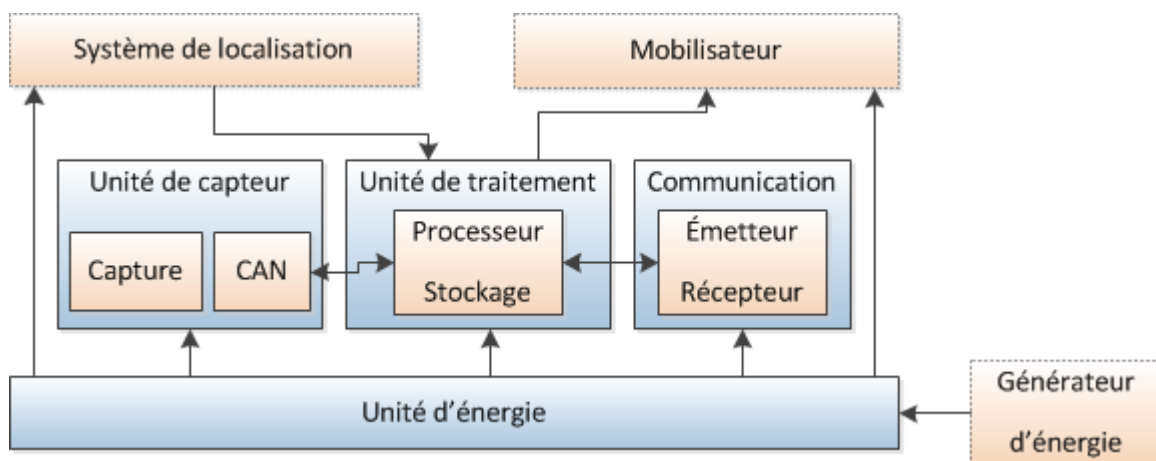 Système de localisation
Mobilisateur
Unité de capteur
Capture
CAN
Unité de traitement
Processeur
Stockage
Communication
Émetteur
Récepteur
Unité d'énergie
Générateur
d'énergie